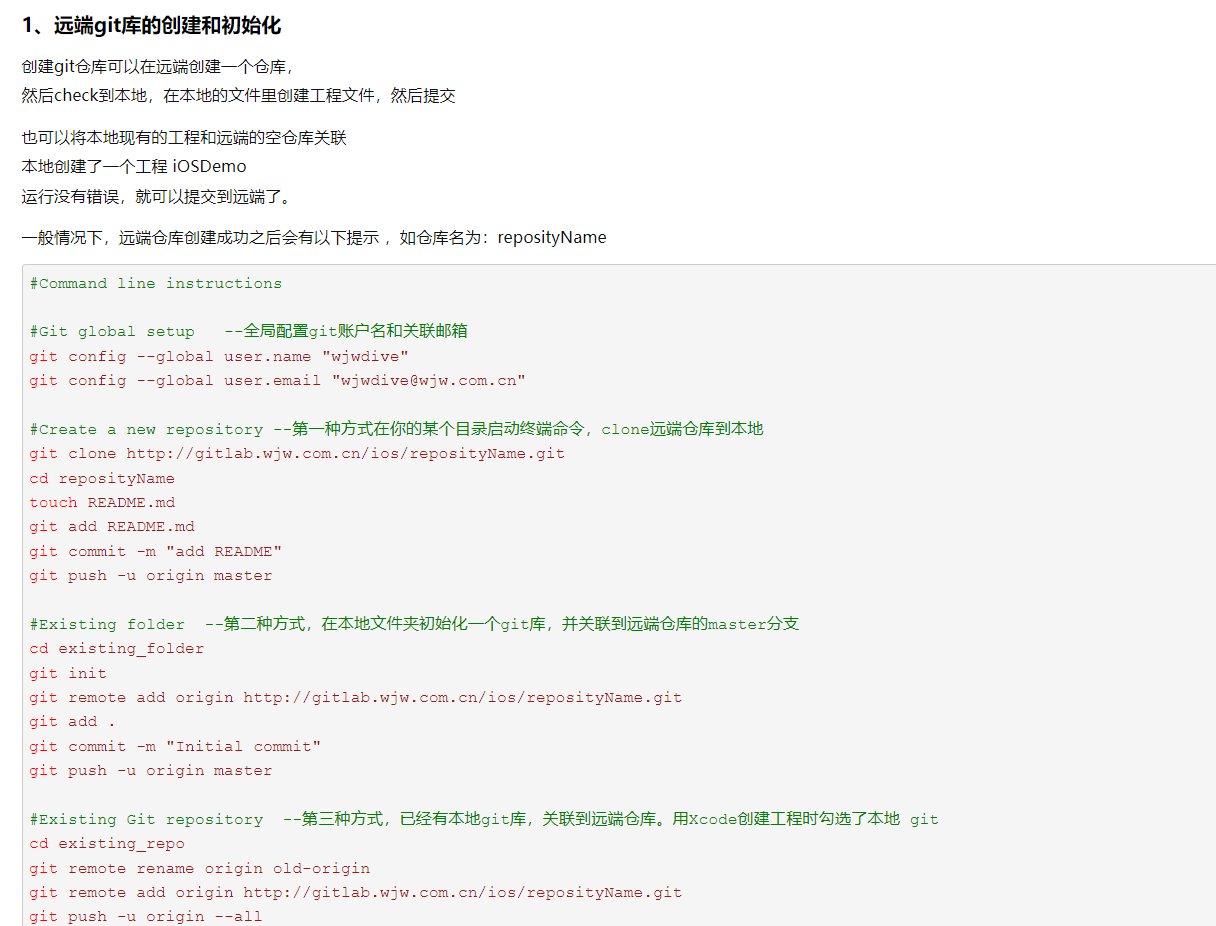 1、远端git库的创建和初始化
创建git仓库可以在远端创建一个仓库，
然后check到本地，在本地的文件里创建工程文件，然后提交
也可以将本地现有的工程和远端的空仓库关联
本地创建了一个工程 iOSDemo
运行没有错误，就可以提交到远端了。
一般情况下，远端仓库创建成功之后会有以下提示 ，如仓库名为：reposityName
#Command line instructions
#Git global setup   --全局配置git账户名和关联邮箱
git config --global user.name "wjwdive"
git config --global user.email "wjwdive@wjw.com.cn"
#Create a new repository --第一种方式在你的某个目录启动终端命令，clone远端仓库到本地
git clone http://gitlab.wjw.com.cn/ios/reposityName.git
cd reposityName
touch README.md
git add README.md
git commit -m "add README"
git push -u origin master
#Existing folder  --第二种方式，在本地文件夹初始化一个git库，并关联到远端仓库的master分支
cd existing_folder
git init
git remote add origin http://gitlab.wjw.com.cn/ios/reposityName.git
git add .
git commit -m "Initial commit"
git push -u origin master
#Existing Git repository  --第三种方式，已经有本地git库，关联到远端仓库。用Xcode创建工程时勾选了本地 git
cd existing_repo
git remote rename origin old-origin
git remote add origin http://gitlab.wjw.com.cn/ios/reposityName.git
git push -u origin --all